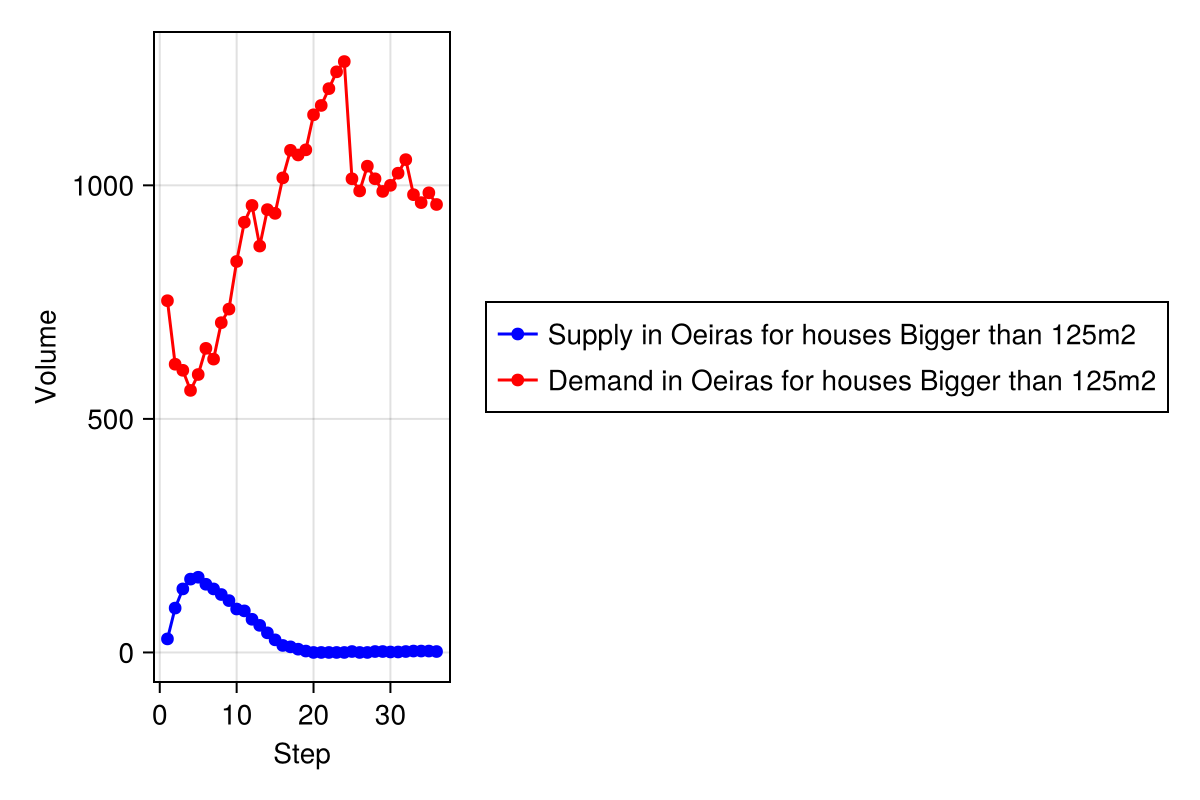 Volume
1000
500
0
0 10 20 30
Step
Supply in Oeiras for houses Bigger than 125m2
Demand in Oeiras for houses Bigger than 125m2